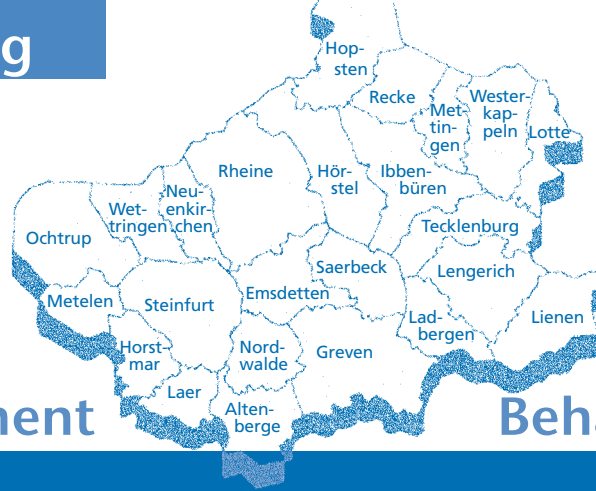 g
Hop-
sten
Recke
Wester-
kap-
peln
Met-
tin-
gen
Lotte
Rheine
Hör-
stel
Ibben-
büren
Neu-
enkir-
chen
Wet-
tringen
Ochtrup
Tecklenburg
Saerbeck
Lengerich
Emsdetten
Metelen
Steinfurt
Lad-
bergen
Lienen
Horst-
mar
Nord-
walde
Greven
Laer
Alten-
berge
nent
Beha